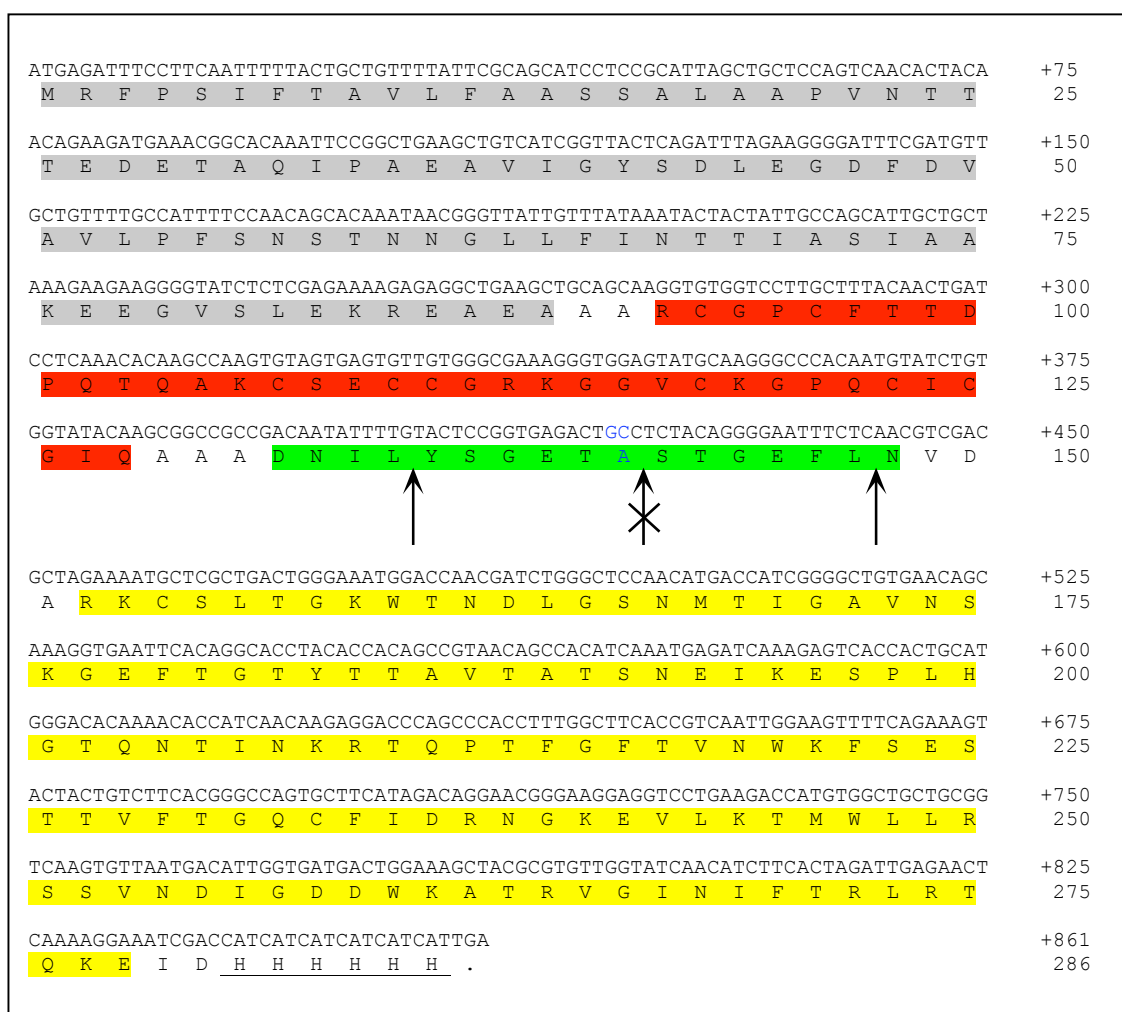 ATGAGATTTCCTTCAATTTTTACTGCTGTTTTATTCGCAGCATCCTCCGCATTAGCTGCTCCAGTCAACACTACA +75
M R F P S I F T A V L F A A S S A L A A P V N T T 25
ACAGAAGATGAAACGGCACAAATTCCGGCTGAAGCTGTCATCGGTTACTCAGATTTAGAAGGGGATTTCGATGTT +150
T E D E T A Q I P A E A V I G Y S D L E G D F D V 50
GCTGTTTTGCCATTTTCCAACAGCACAAATAACGGGTTATTGTTTATAAATACTACTATTGCCAGCATTGCTGCT +225
A V L P F S N S T N N G L L F I N T T I A S I A A 75
AAAGAAGAAGGGGTATCTCTCGAGAAAAGAGAGGCTGAAGCTGCAGCAAGGTGTGGTCCTTGCTTTACAACTGAT +300
K E E G V S L E K R E A E A A A R C G P C F T T D 100
CCTCAAACACAAGCCAAGTGTAGTGAGTGTTGTGGGCGAAAGGGTGGAGTATGCAAGGGCCCACAATGTATCTGT +375
P Q T Q A K C S E C C G R K G G V C K G P Q C I C 125
GGTATACAAGCGGCCGCCGACAATATTTTGTACTCCGGTGAGACTGCCTCTACAGGGGAATTTCTCAACGTCGAC +450
G I Q A A A D N I L Y S G E T A S T G E F L N V D 150
GCTAGAAAATGCTCGCTGACTGGGAAATGGACCAACGATCTGGGCTCCAACATGACCATCGGGGCTGTGAACAGC +525
A R K C S L T G K W T N D L G S N M T I G A V N S 175
AAAGGTGAATTCACAGGCACCTACACCACAGCCGTAACAGCCACATCAAATGAGATCAAAGAGTCACCACTGCAT +600
K G E F T G T Y T T A V T A T S N E I K E S P L H 200
GGGACACAAAACACCATCAACAAGAGGACCCAGCCCACCTTTGGCTTCACCGTCAATTGGAAGTTTTCAGAAAGT +675
G T Q N T I N K R T Q P T F G F T V N W K F S E S 225
ACTACTGTCTTCACGGGCCAGTGCTTCATAGACAGGAACGGGAAGGAGGTCCTGAAGACCATGTGGCTGCTGCGG +750
T T V F T G Q C F I D R N G K E V L K T M W L L R 250
TCAAGTGTTAATGACATTGGTGATGACTGGAAAGCTACGCGTGTTGGTATCAACATCTTCACTAGATTGAGAACT +825
S S V N D I G D D W K A T R V G I N I F T R L R T 275
CAAAAGGAAATCGACCATCATCATCATCATCATTGA +861
Q K E I D H H H H H H . 286